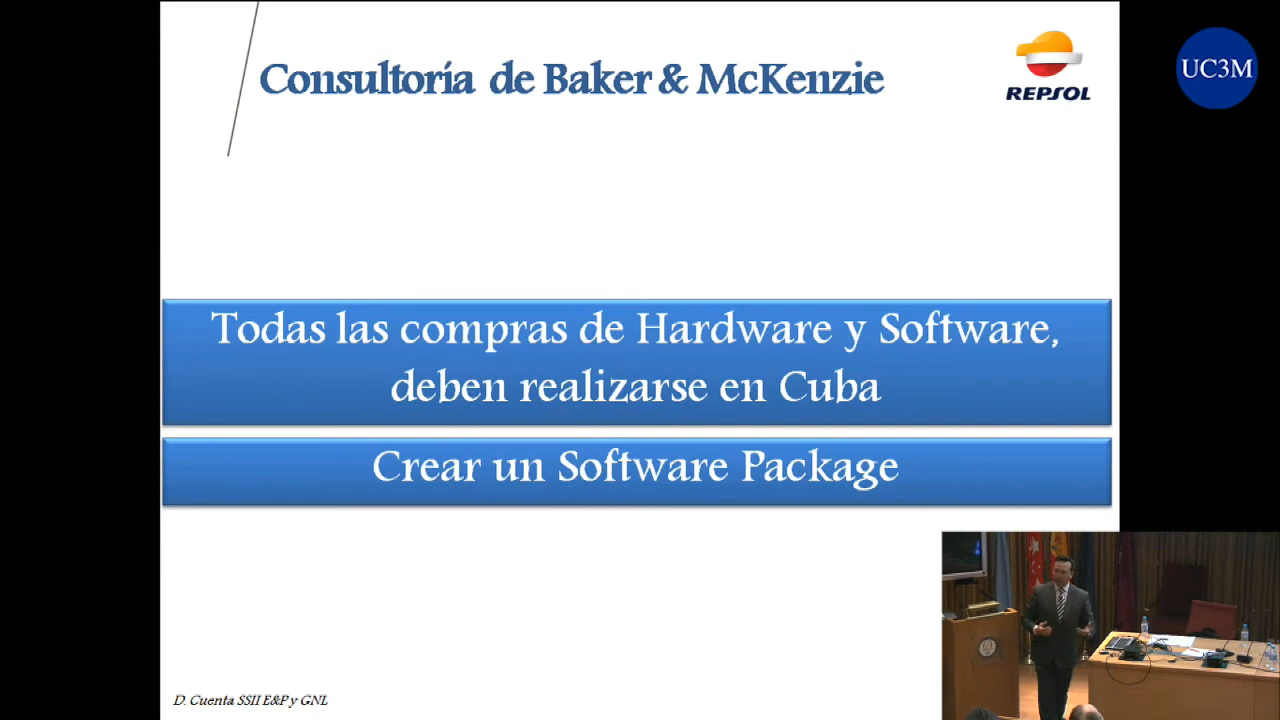 Consultoría de Baker & McKenzie
REPSOL
UC3M
Todas las compras de Hardware y Software,
deben realizarse en Cuba
Crear un Software Package
D. Cuenta SSII E&P y GNL